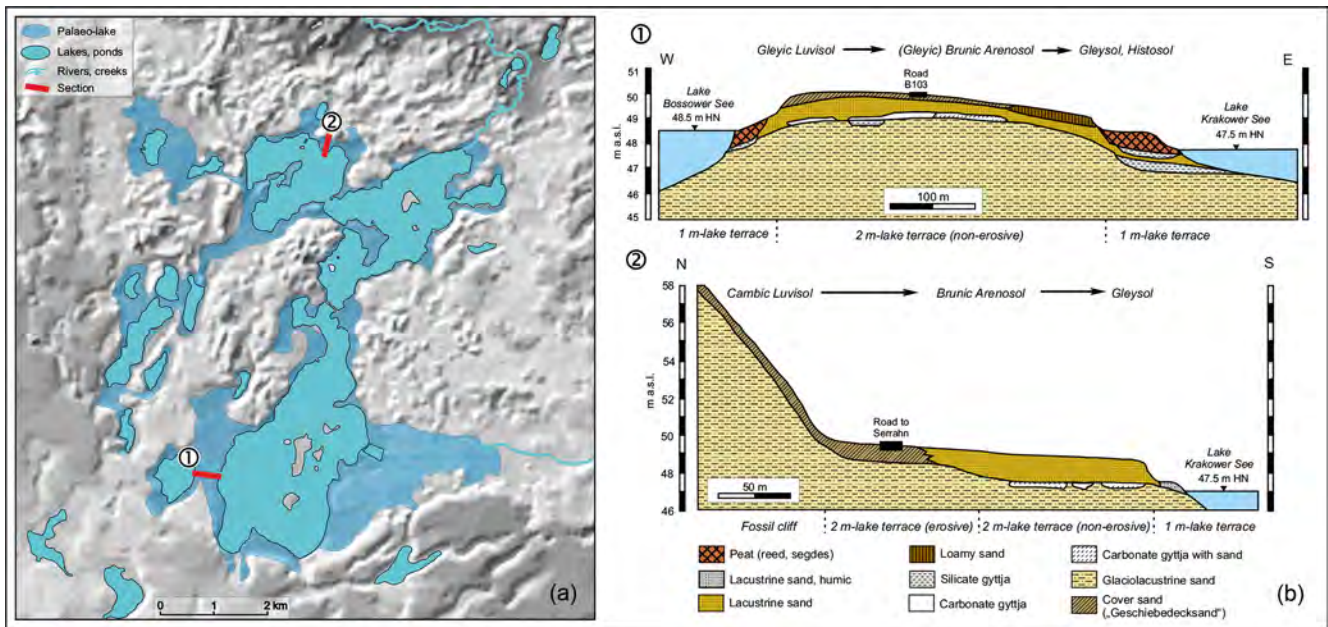 Palaeo-lake
Lakes, ponds
Rivers, creeks
Section
②
①
0 1 2 km
(a)
①
Gleyic Luvisol (Gleyic) Brunic Arenosol Gleysol, Histosol
W
E
51
50
49
48
47
46
45
m a.s.l.
Lake
Bossower See
48.5 m HN
Road
B103
Lake
Krakower See
47.5 m HN
100 m
1 m-lake terrace 2 m-lake terrace (non-erosive) 1 m-lake terrace
②
N
S
Cambic Luvisol Brunic Arenosol Gleysol
58
56
54
52
50
48
46
m a.s.l.
Road to
Serrahn
Lake
Krakower See
47.5 m HN
50 m
Fossil cliff 2 m-lake terrace (erosive) 2 m-lake terrace (non-erosive) 1 m-lake terrace
Peat (reed, segdes)
Lacustrine sand, humic
Lacustrine sand
Loamy sand
Silicate gyttja
Carbonate gyttja
Carbonate gyttja with sand
Glaciolacustrine sand
Cover sand
(„Geschiebedecksand")
(b)